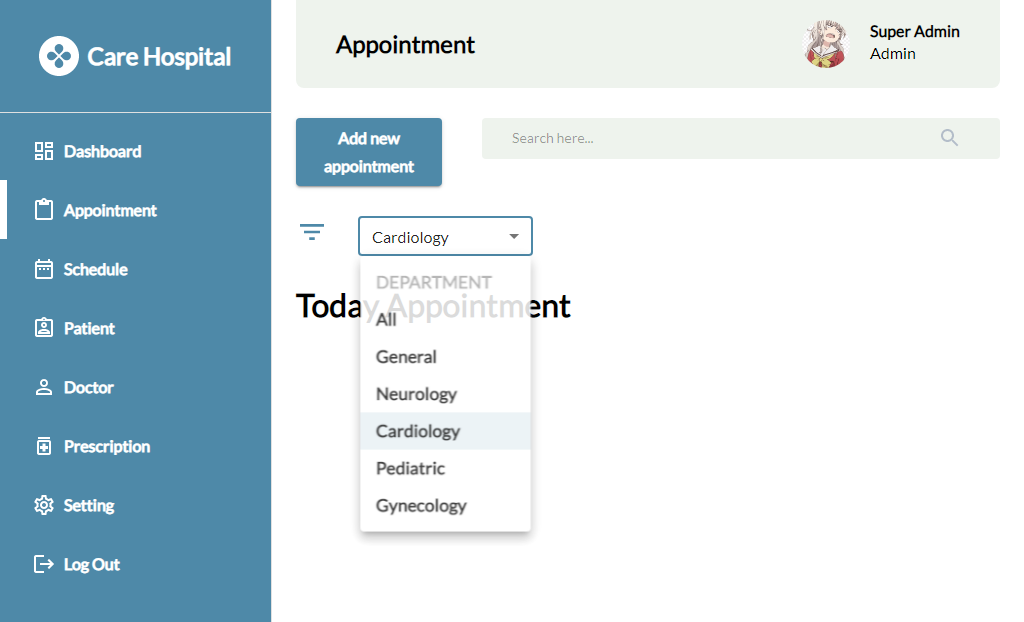 Care Hospital
Dashboard
Appointment
Schedule
Patient
Doctor
Prescription
Setting
Log Out
Appointment
Super Admin
Admin
Add new
appointment
Search here...
Cardiology
Today Appointment
DEPARTMENT
All
General
Neurology
Cardiology
Pediatric
Gynecology